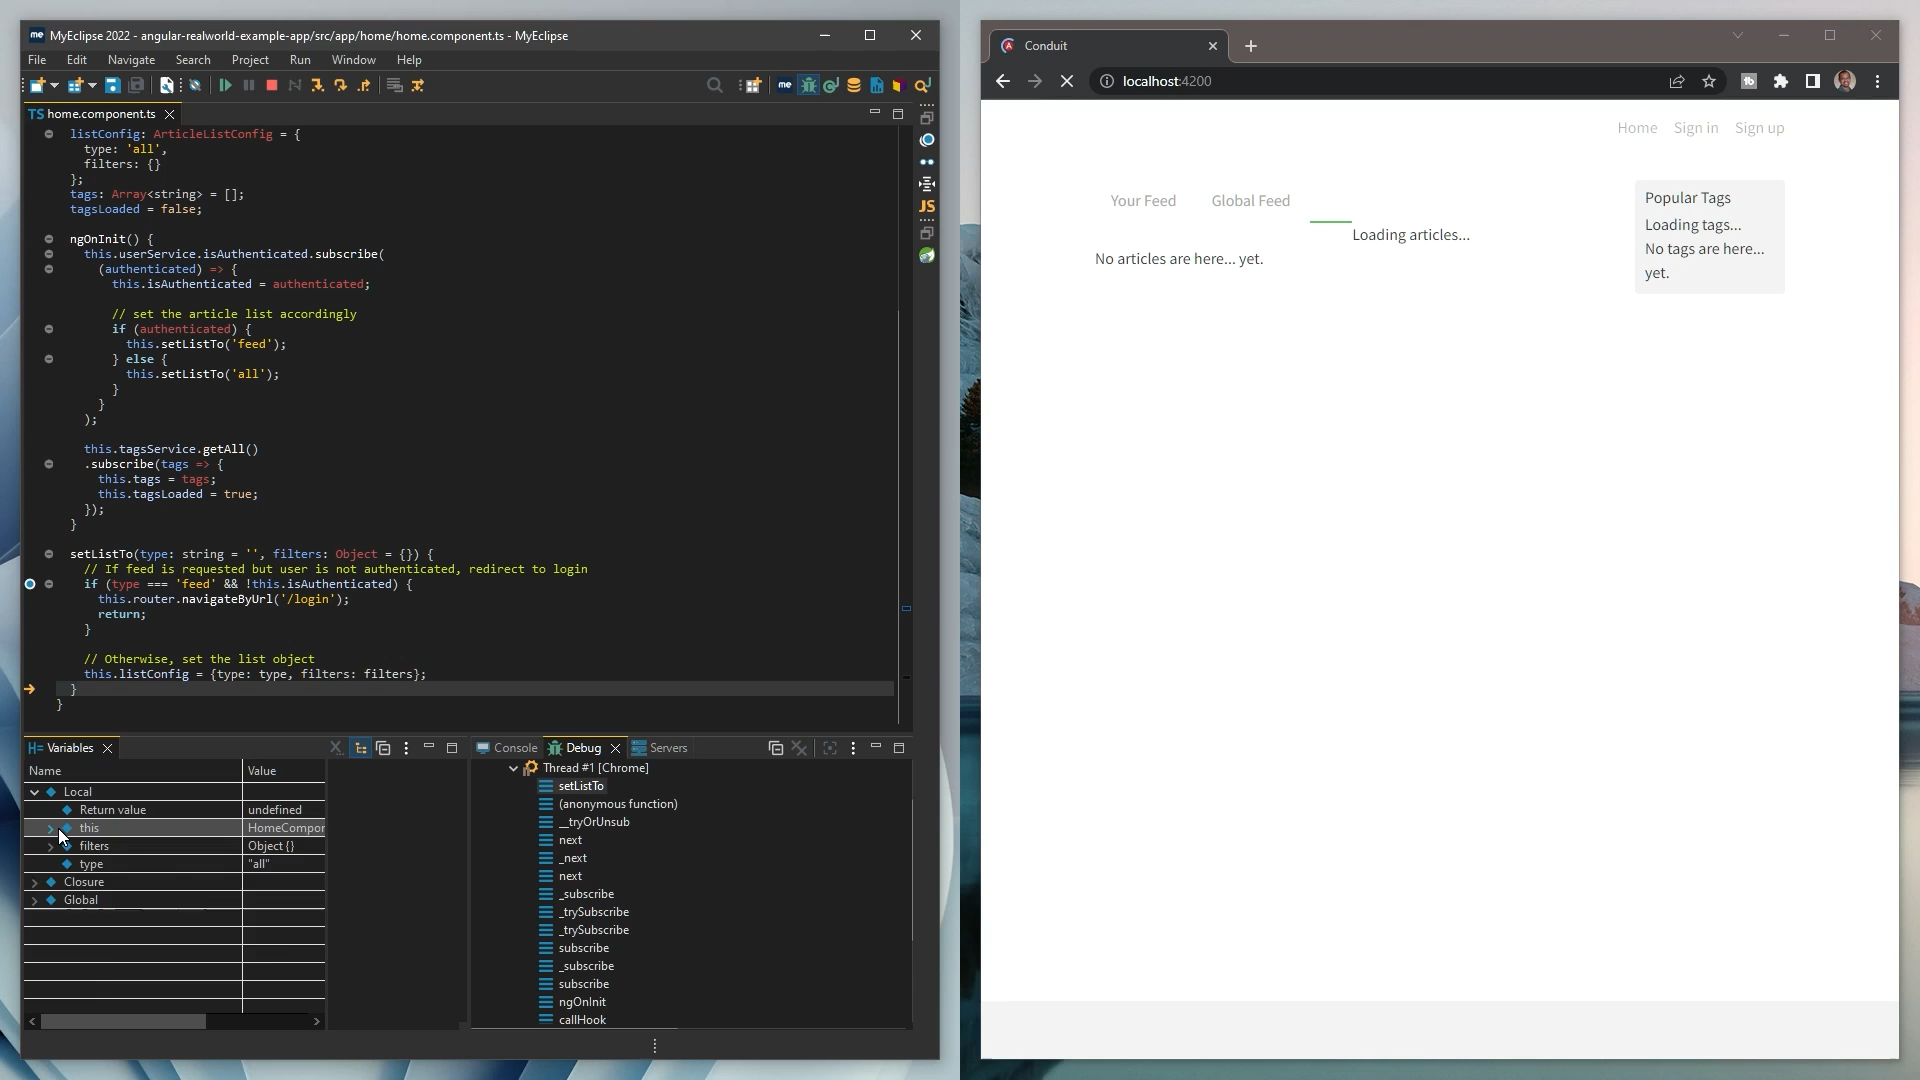 MyEclipse 2022 - angular-realworld-example-app/src/app/home/home.component.ts - MyEclipse
File Edit Navigate Search Project Run Window Help
TS home.component.ts
listConfig: ArticleListConfig = {
type: 'all',
filters: {}
};
tags: Array<string> = [];
tagsLoaded = false;
ngOnInit() {
this.userService.isAuthenticated.subscribe(
(authenticated) => {
this.isAuthenticated = authenticated;
// set the article list accordingly
if (authenticated) {
this.setListTo('feed');
} else {
this.setListTo('all');
}
}
);
this.tagsService.getAll()
.subscribe(tags => {
this.tags = tags;
this.tagsLoaded = true;
});
}
setListTo(type: string = '', filters: Object = {}) {
// If feed is requested but user is not authenticated, redirect to login
if (type === 'feed' && !this.isAuthenticated) {
this.router.navigateByUrl('/login');
return;
}
// Otherwise, set the list object
this.listConfig = {type: type, filters: filters};
}
}
JS
Variables
Name Value
Local
Return value undefined
this HomeCompor
filters Object {}
type "all"
Closure
Global
Console Debug Servers
Thread #1 [Chrome]
setListTo
(anonymous function)
__tryOrUnsub
next
_next
next
_subscribe
_trySubscribe
_trySubscribe
subscribe
_subscribe
subscribe
ngOnInit
callHook
Conduit
localhost:4200
Home Sign in Sign up
Your Feed Global Feed
Loading articles...
No articles are here... yet.
Popular Tags
Loading tags...
No tags are here...
yet.